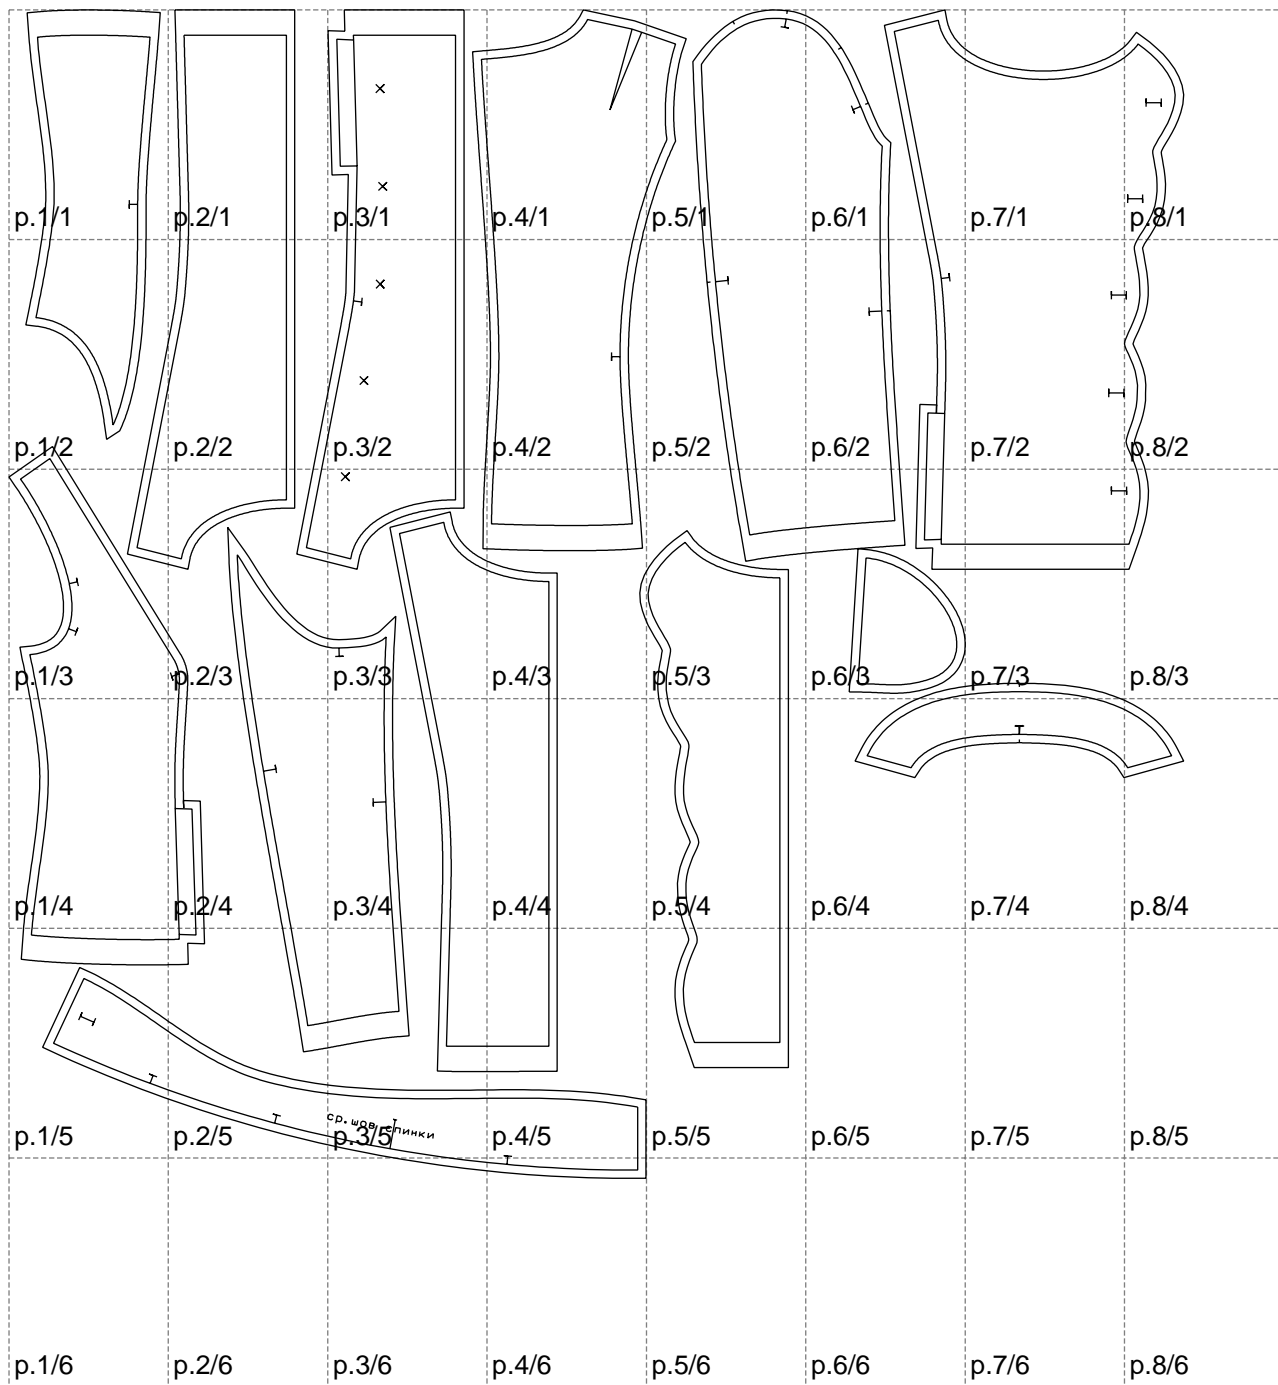 p.1/1 p.2/1 p.3/1 p.4/1 p.5/1 p.6/1 p.7/1 p.8/1
p.1/2 p.2/2 p.3/2 p.4/2 p.5/2 p.6/2 p.7/2 p.8/2
p.1/3 p.2/3 p.3/3 p.4/3 p.5/3 p.6/3 p.7/3 p.8/3
p.1/4 p.2/4 p.3/4 p.4/4 p.5/4 p.6/4 p.7/4 p.8/4
ср.шов спинки
p.1/5 p.2/5 p.3/5 p.4/5 p.5/5 p.6/5 p.7/5 p.8/5
p.1/6 p.2/6 p.3/6 p.4/6 p.5/6 p.6/6 p.7/6 p.8/6